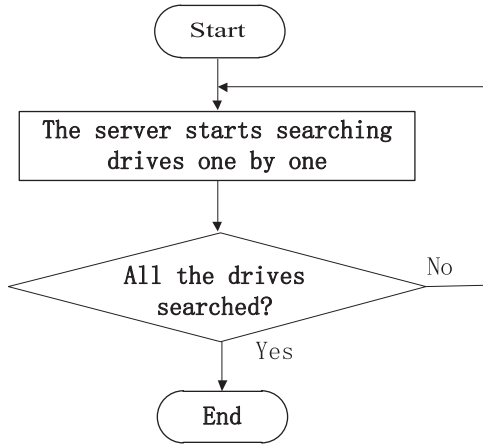 Start
The server starts searching
drives one by one
All the drives
searched?
No
Yes
End